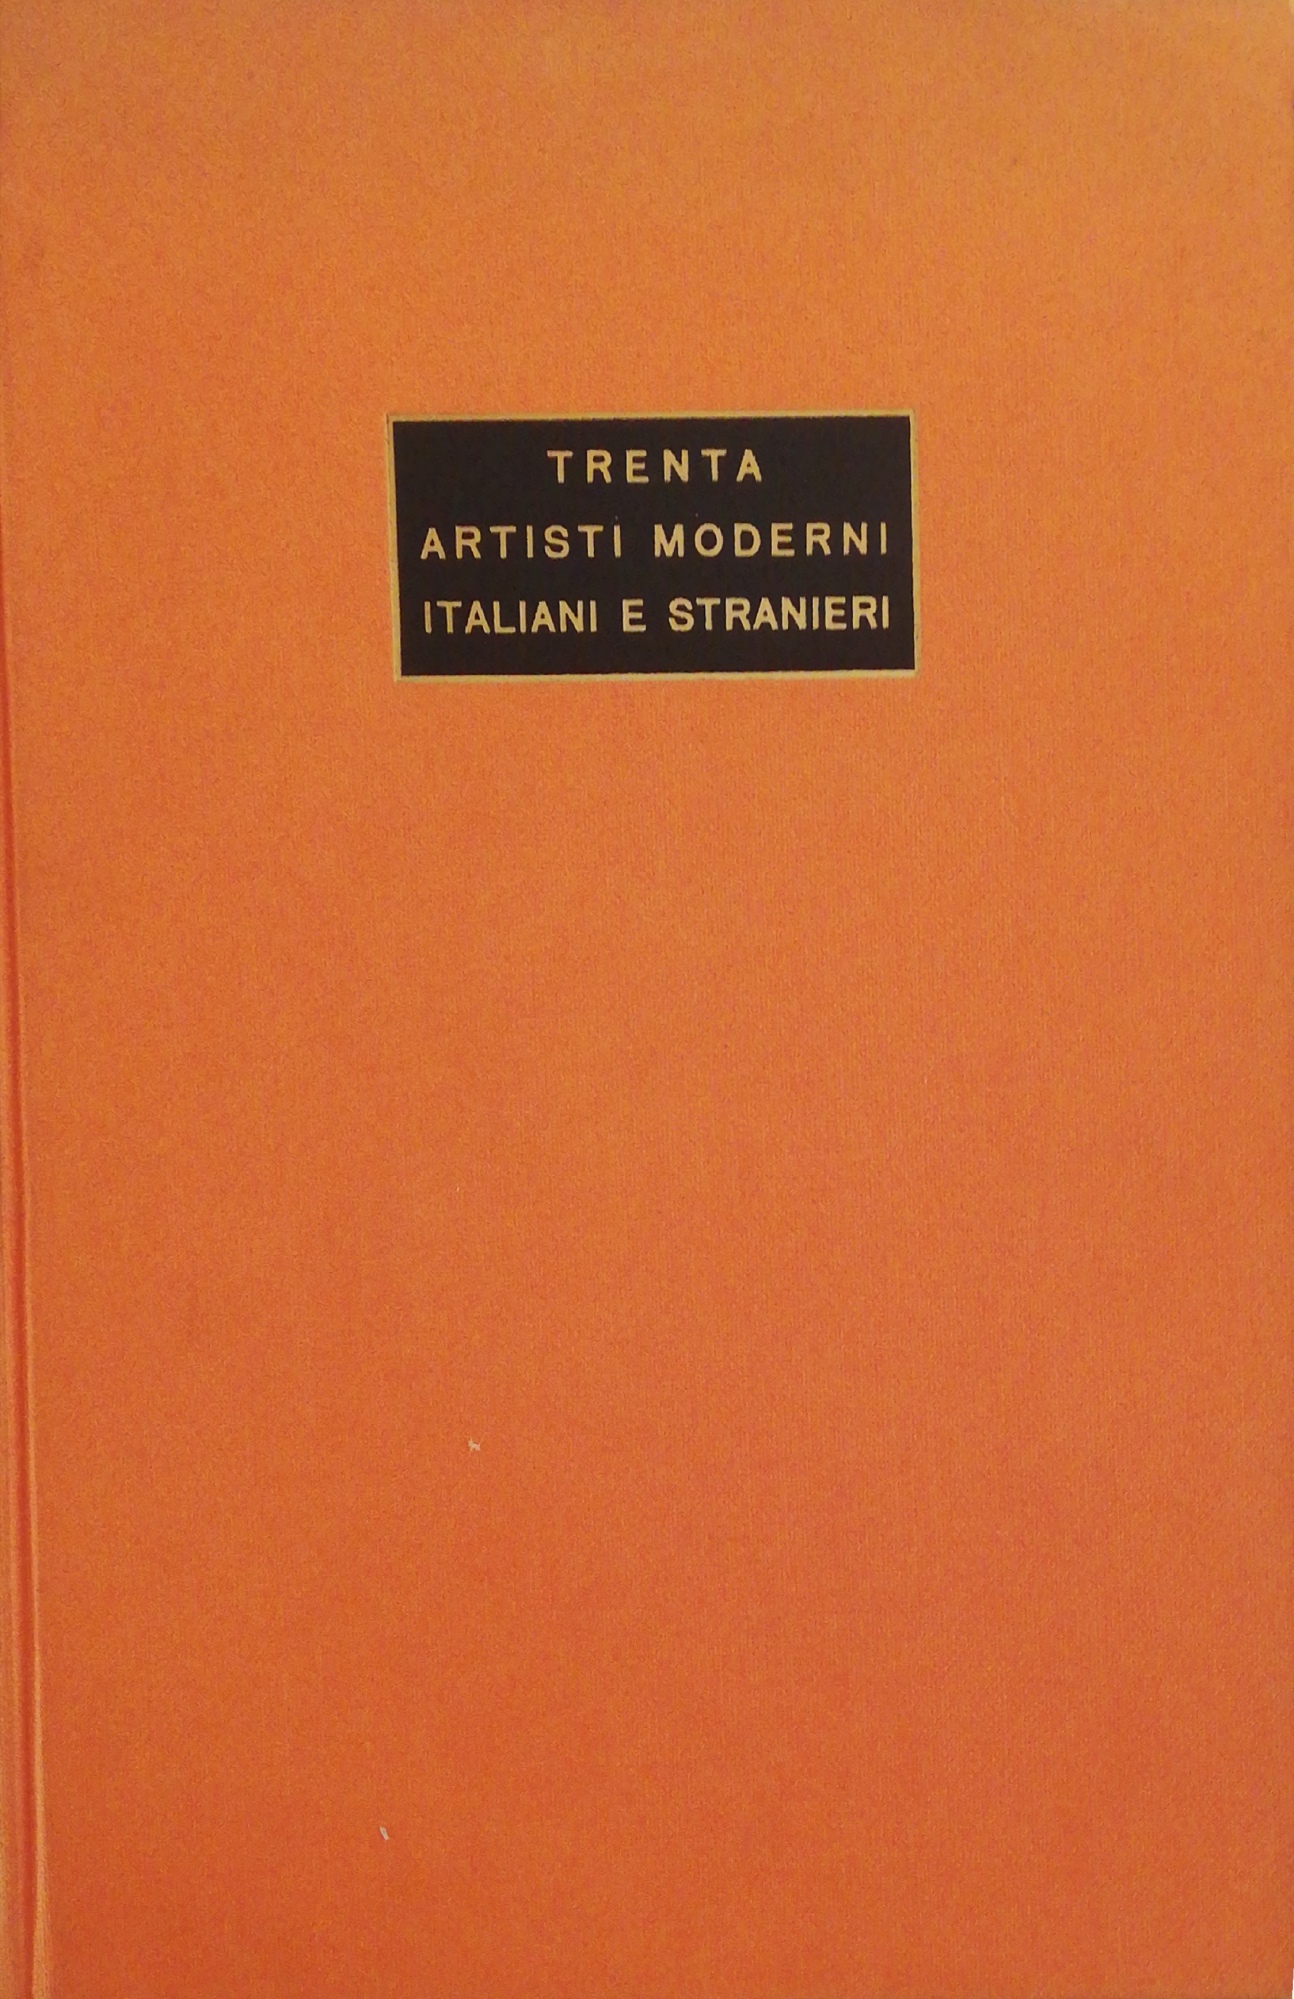 TRENTA
ARTISTI MODERNI
ITALIANI E STRANIERI